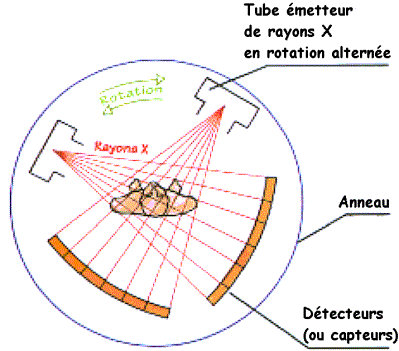 Tube émetteur
de rayons X
en rotation alternée
Rotation
Rayons X
Anneau
Détecteurs
(ou capteurs)